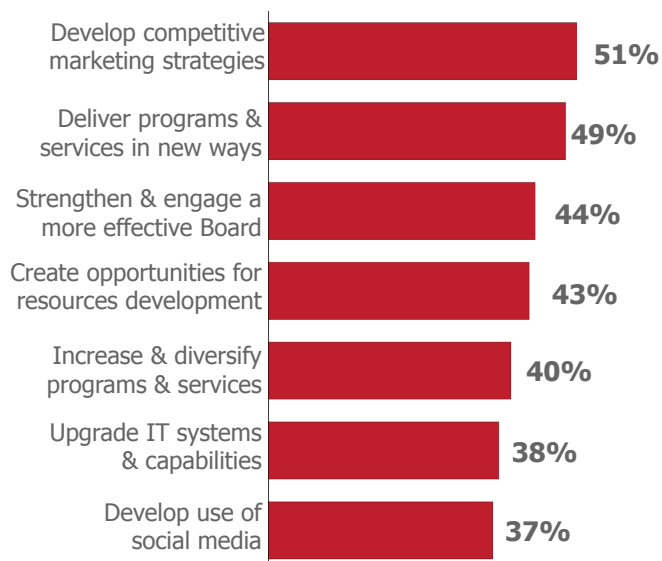 Develop competitive
marketing strategies
51%
Deliver programs &
services in new ways
49%
Strengthen & engage a
more effective Board
44%
Create opportunities for
resources development
43%
Increase & diversify
programs & services
40%
Upgrade IT systems
& capabilities
38%
Develop use of
social media
37%